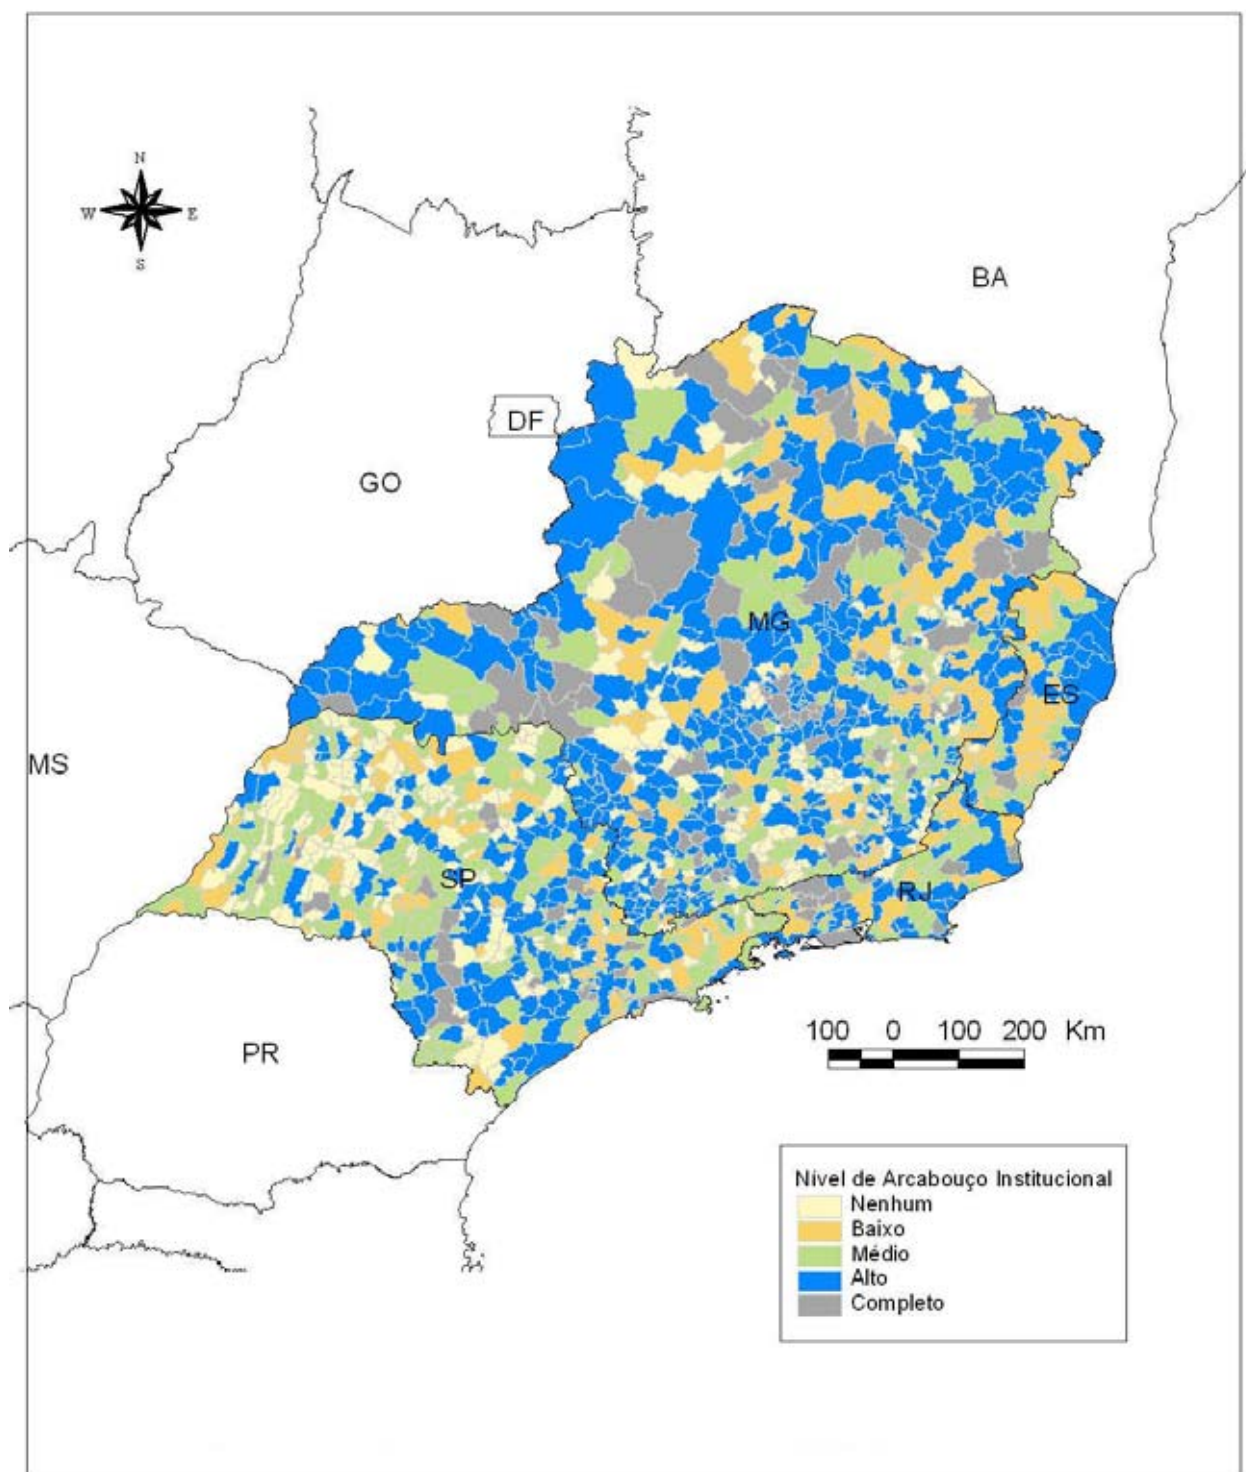 N
W E
S
BA
DF
GO
MG
ES
MS
SP
RJ
100 0 100 200 Km
PR
Nível de Arcabouço Institucional
Nenhum
Baixo
Médio
Alto
Completo